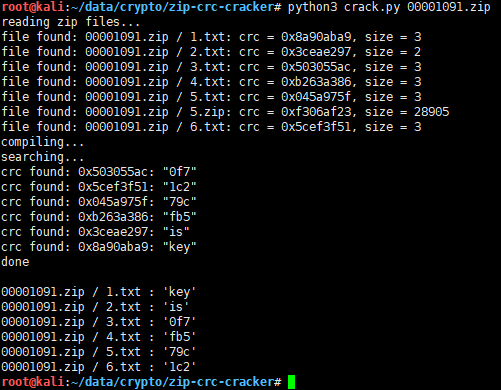 root@kali:~/data/crypto/zip-crc-cracker# python3 crack.py 00001091.zip
reading zip files...
file found: 00001091.zip / 1.txt: crc = 0x8a90aba9, size = 3
file found: 00001091.zip / 2.txt: crc = 0x3ceae297, size = 2
file found: 00001091.zip / 3.txt: crc = 0x503055ac, size = 3
file found: 00001091.zip / 4.txt: crc = 0xb263a386, size = 3
file found: 00001091.zip / 5.txt: crc = 0x045a975f, size = 3
file found: 00001091.zip / 5.zip: crc = 0xf306af23, size = 28905
file found: 00001091.zip / 6.txt: crc = 0x5cef3f51, size = 3
compiling...
searching...
crc found: 0x503055ac: "0f7"
crc found: 0x5cef3f51: "1c2"
crc found: 0x045a975f: "79c"
crc found: 0xb263a386: "fb5"
crc found: 0x3ceae297: "is"
crc found: 0x8a90aba9: "key"
done
00001091.zip / 1.txt : 'key'
00001091.zip / 2.txt : 'is'
00001091.zip / 3.txt : '0f7'
00001091.zip / 4.txt : 'fb5'
00001091.zip / 5.txt : '79c'
00001091.zip / 6.txt : '1c2'
root@kali:~/data/crypto/zip-crc-cracker#